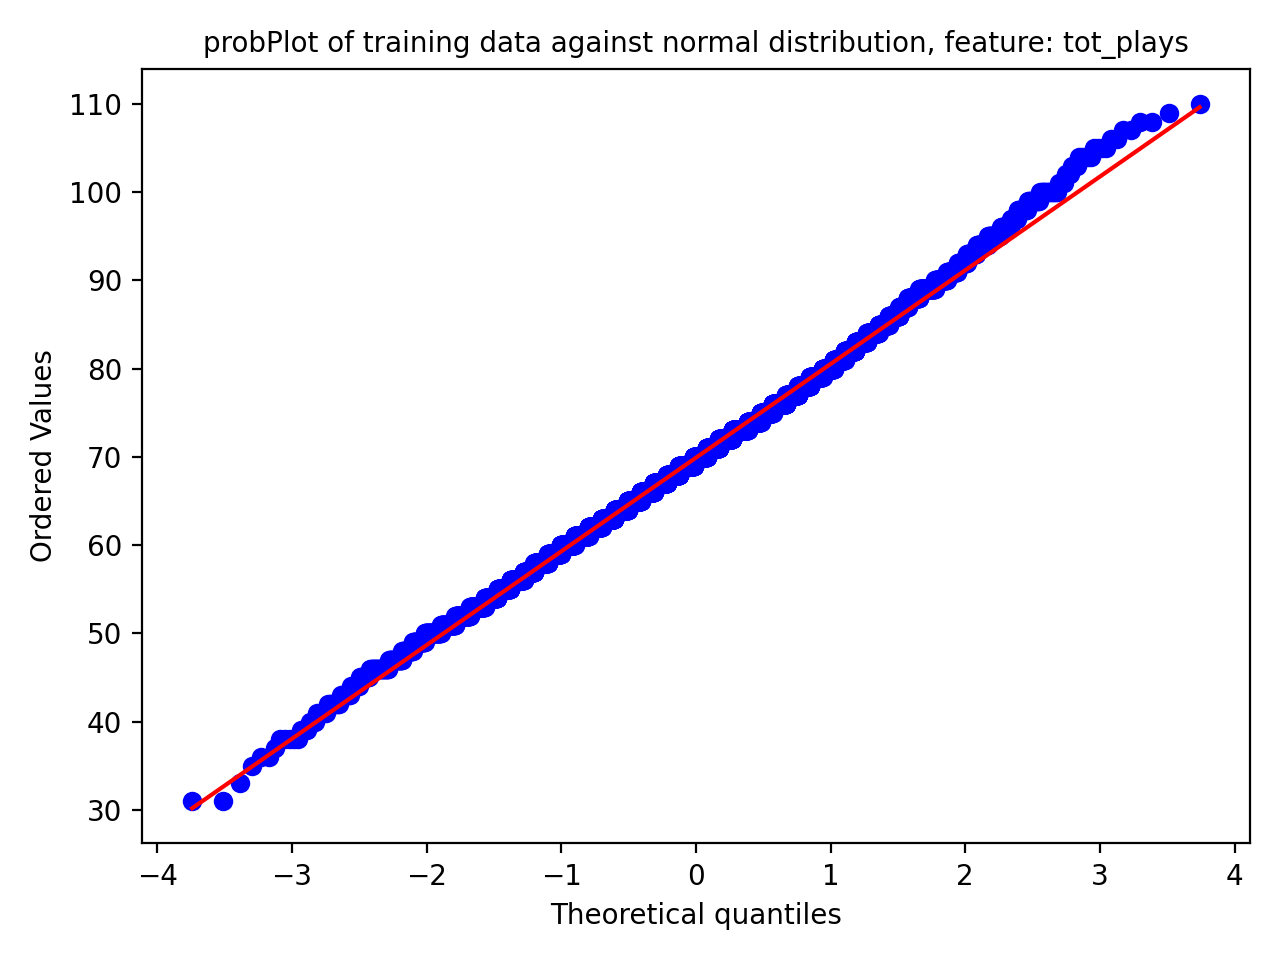 probPlot of training data against normal distribution, feature: tot_plays
110
100
90
80
70
60
50
40
30
Ordered Values
−4 −3 −2 −1 0 1 2 3 4
Theoretical quantiles